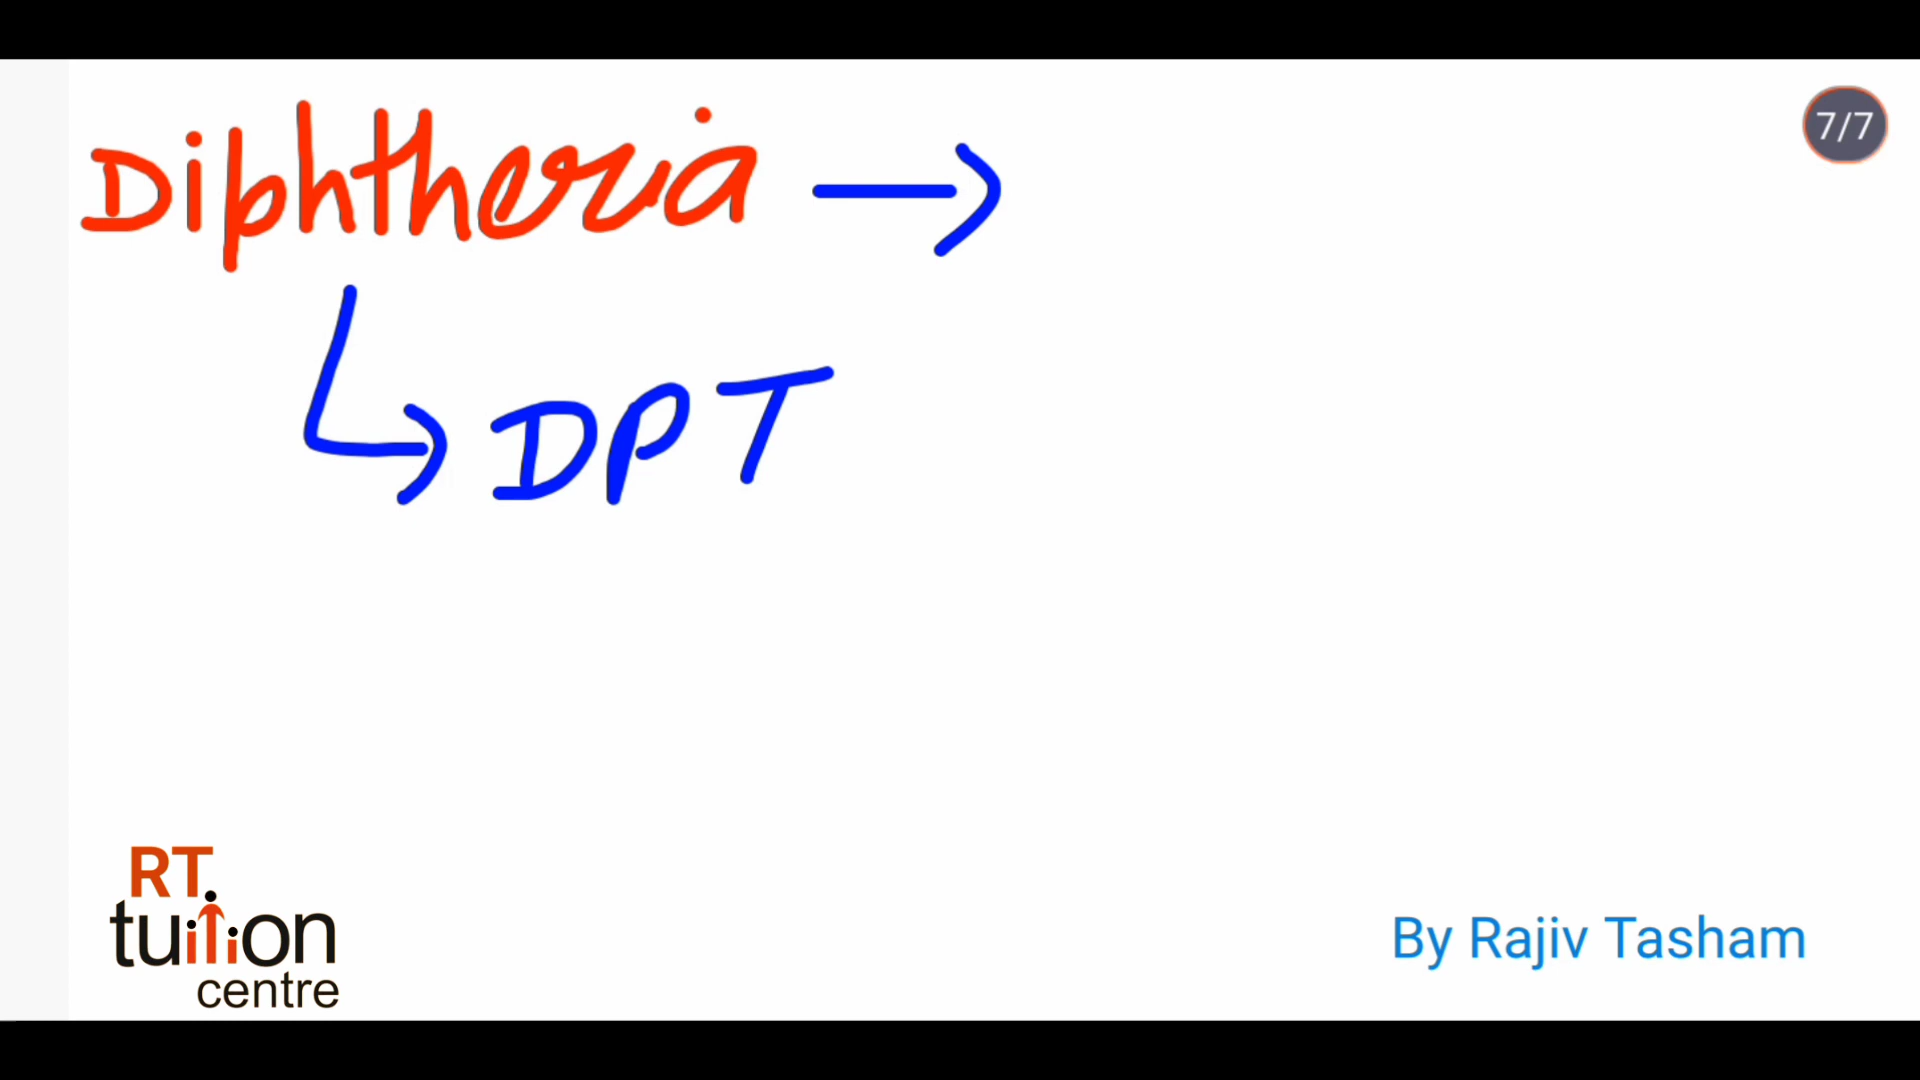 Diphtheria →
7/7
↳ DPT
RT
tuition
centre
By Rajiv Tasham